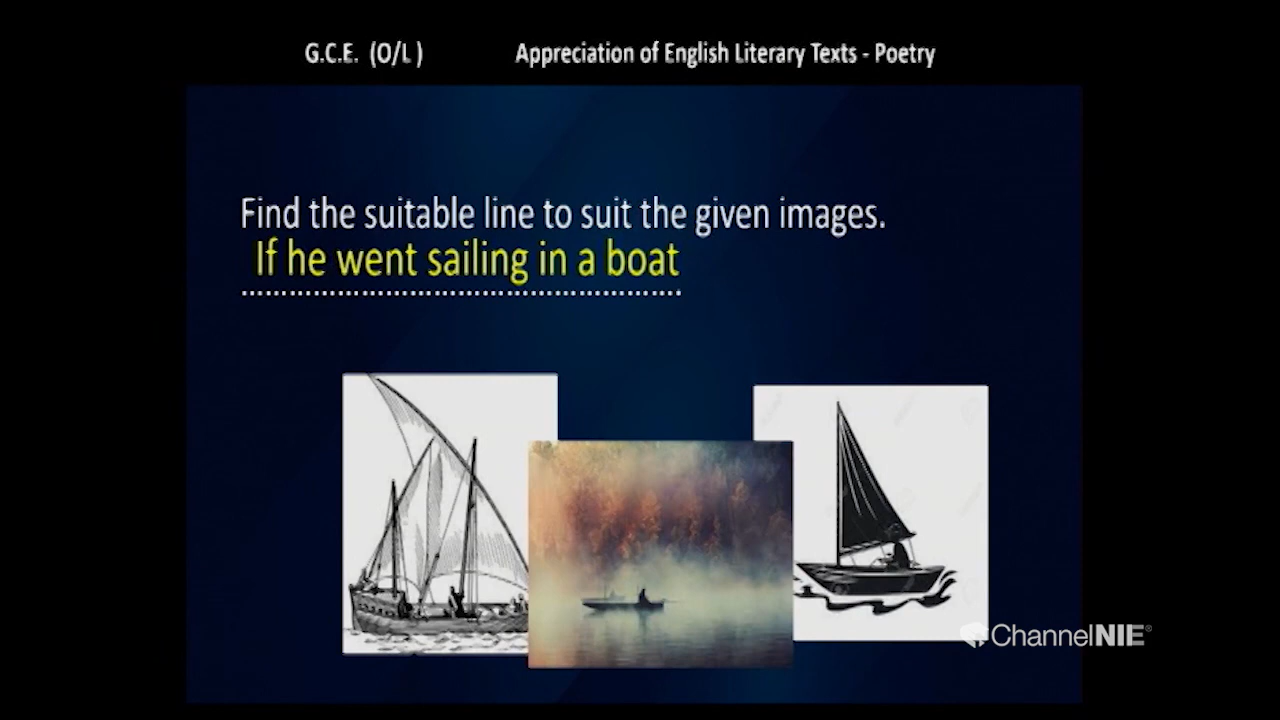 G.C.E. (O/L ) Appreciation of English Literary Texts - Poetry
Find the suitable line to suit the given images.
If he went sailing in a boat
.................................................
ChannelNIE®